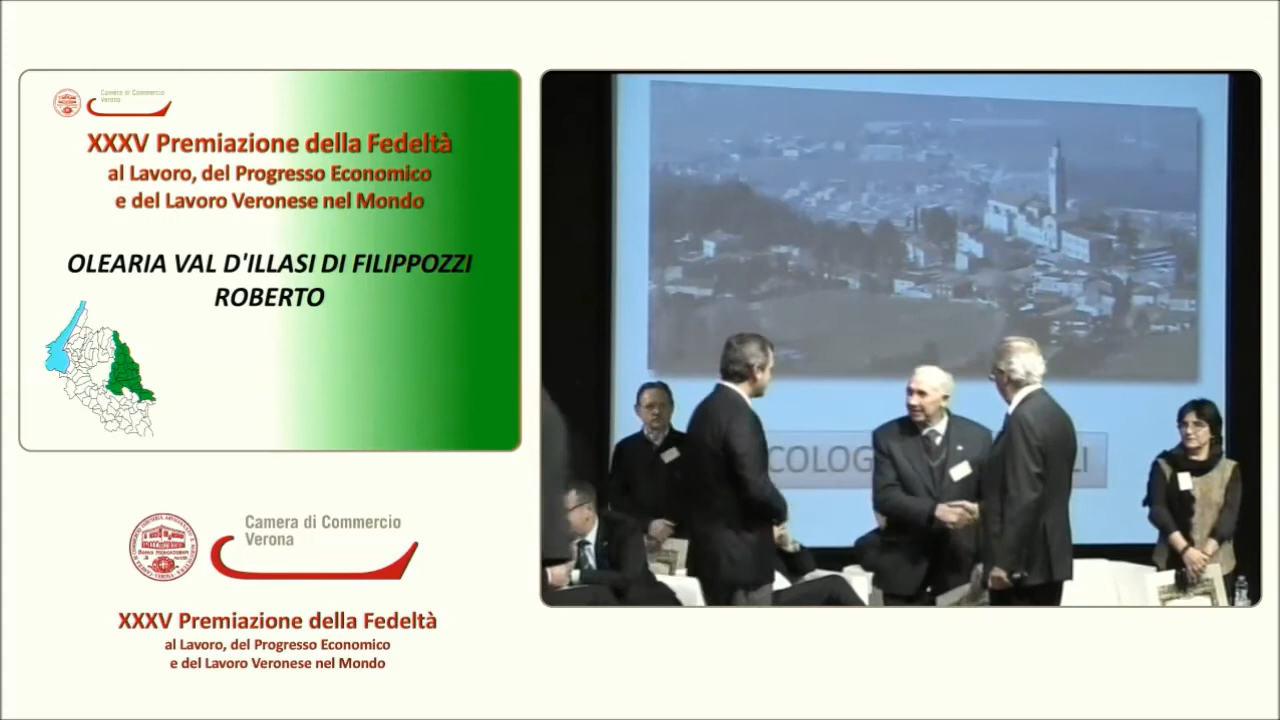 Camera di Commercio
Verona
XXXV Premiazione della Fedeltà
al Lavoro, del Progresso Economico
e del Lavoro Veronese nel Mondo
OLEARIA VAL D'ILLASI DI FILIPPOZZI
ROBERTO
COLOG
LI
Camera di Commercio
Verona
XXXV Premiazione della Fedeltà
al Lavoro, del Progresso Economico
e del Lavoro Veronese nel Mondo